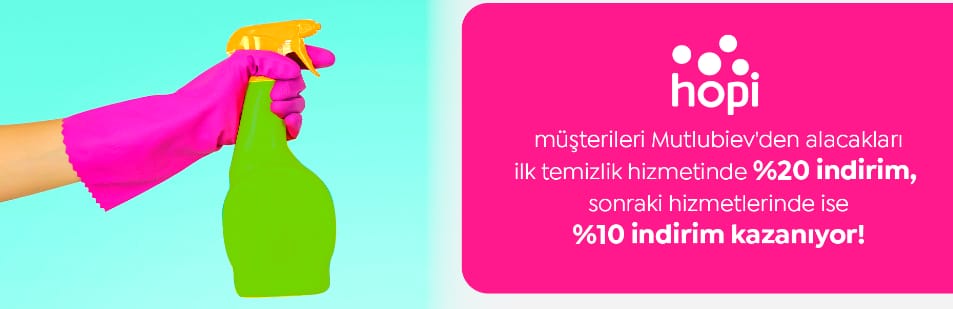 hopi
müşterileri Mutlubiev'den alacakları
ilk temizlik hizmetinde %20 indirim,
sonraki hizmetlerinde ise
%10 indirim kazanıyor!